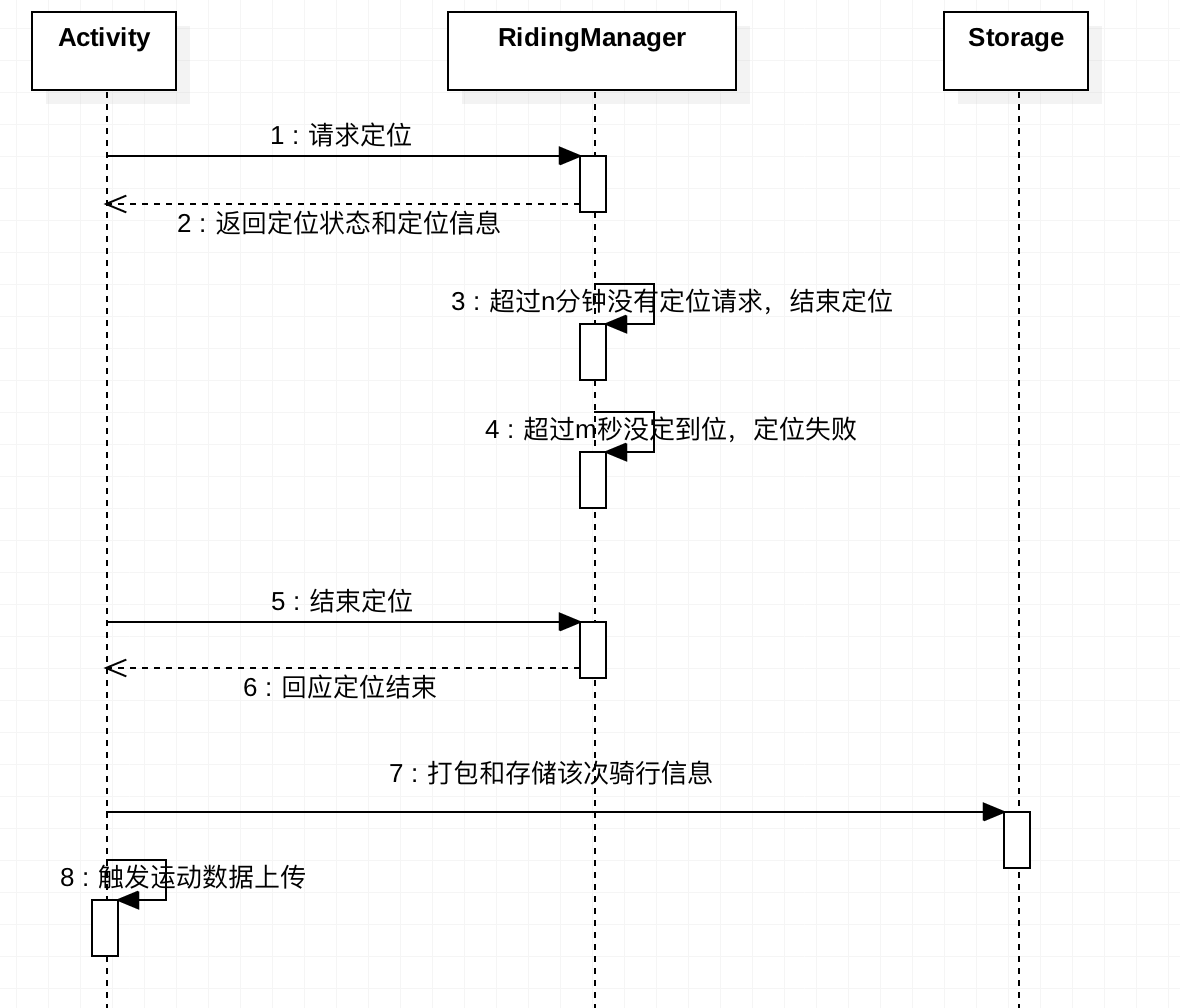 Activity
RidingManager
Storage
1 : 请求定位
2 : 返回定位状态和定位信息
3 : 超过n分钟没有定位请求，结束定位
4 : 超过m秒没定到位，定位失败
5 : 结束定位
6 : 回应定位结束
7 : 打包和存储该次骑行信息
8 : 触发运动数据上传